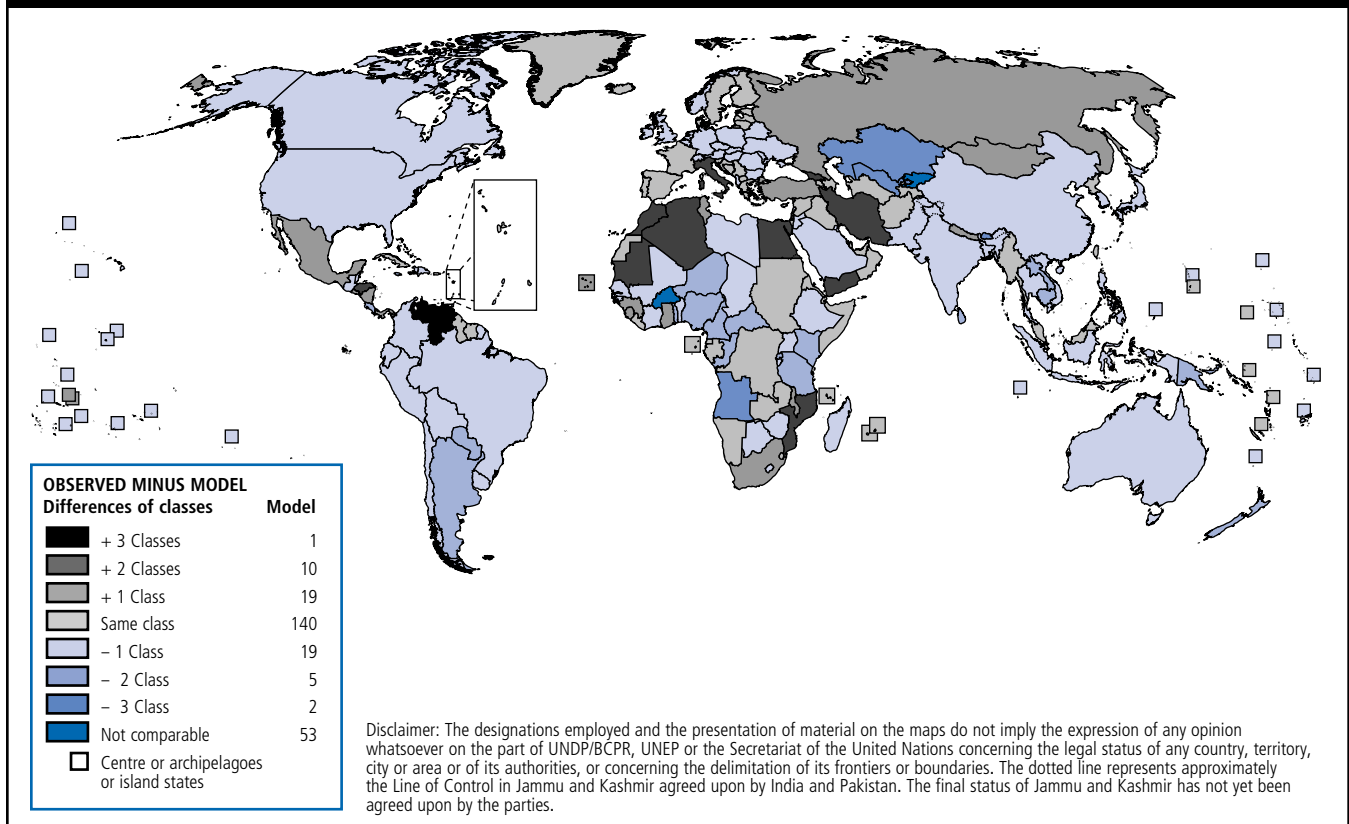 OBSERVED MINUS MODEL
Differences of classes Model
+ 3 Classes 1
+ 2 Classes 10
+ 1 Class 19
Same class 140
– 1 Class 19
– 2 Class 5
– 3 Class 2
Not comparable 53
Centre or archipelagoes
or island states
Disclaimer: The designations employed and the presentation of material on the maps do not imply the expression of any opinion
whatsoever on the part of UNDP/BCPR, UNEP or the Secretariat of the United Nations concerning the legal status of any country, territory,
city or area or of its authorities, or concerning the delimitation of its frontiers or boundaries. The dotted line represents approximately
the Line of Control in Jammu and Kashmir agreed upon by India and Pakistan. The final status of Jammu and Kashmir has not yet been
agreed upon by the parties.